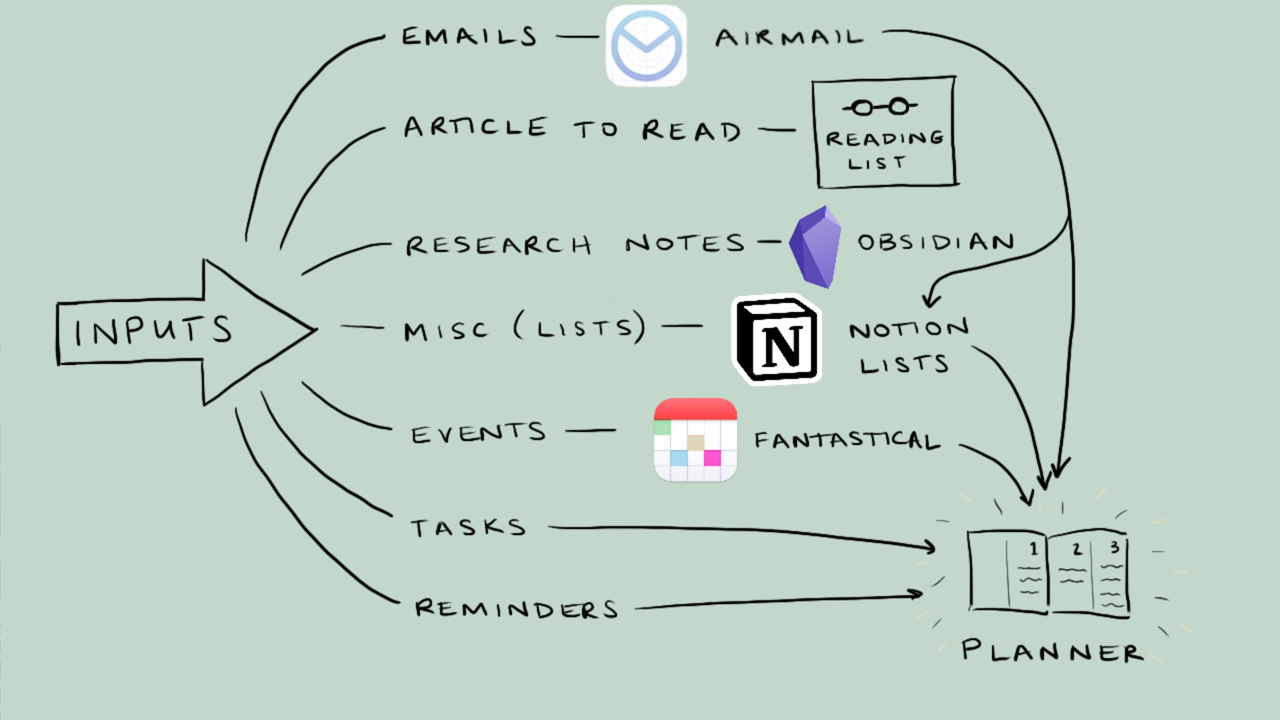 EMAILS
AIRMAIL
ARTICLE TO READ
READING
LIST
RESEARCH NOTES
OBSIDIAN
INPUTS
MISC (LISTS)
N
NOTION
LISTS
EVENTS
FANTASTICAL
TASKS
1 2 3
REMINDERS
PLANNER